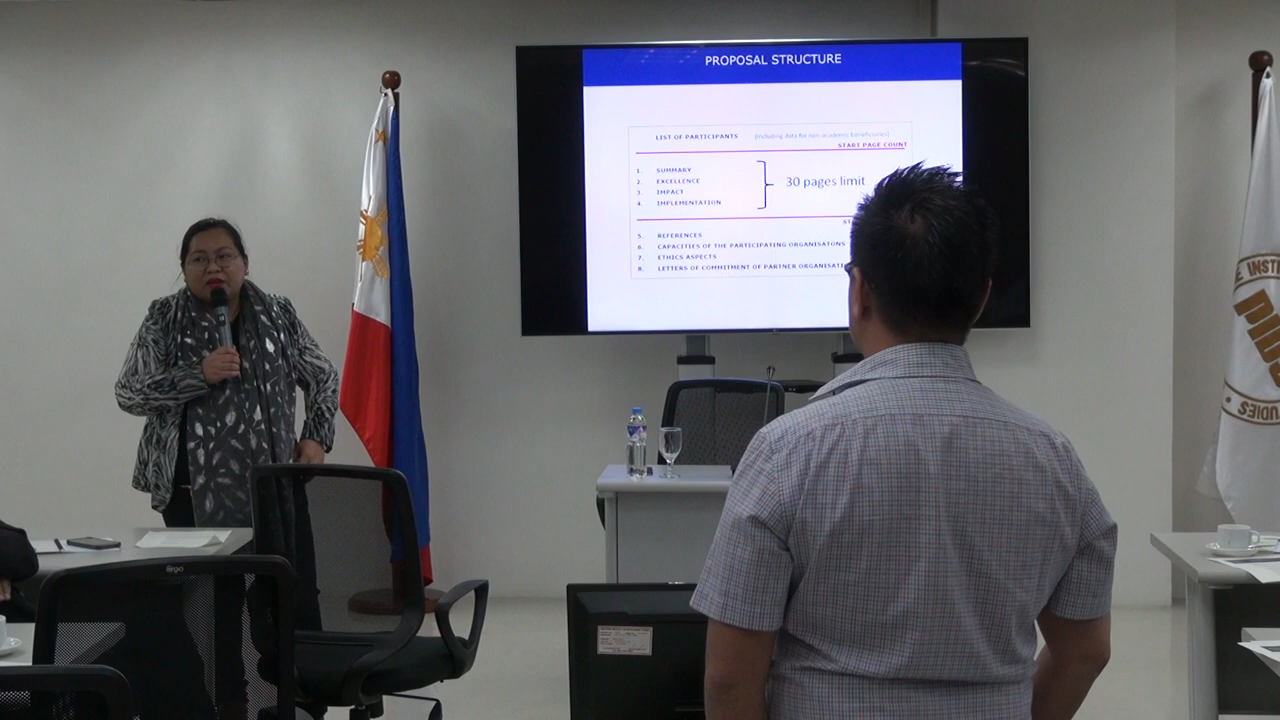 PROPOSAL STRUCTURE
LIST OF PARTICIPANTS (including data for non academic beneficiaries)
START PAGE COUNT
1. SUMMARY
2. EXCELLENCE
3. IMPACT
4. IMPLEMENTATION
30 pages limit
5. REFERENCES
6. CAPACITIES OF THE PARTICIPATING ORGANISATONS
7. ETHICS ASPECTS
8. LETTERS OF COMMITMENT OF PARTNER
ergo